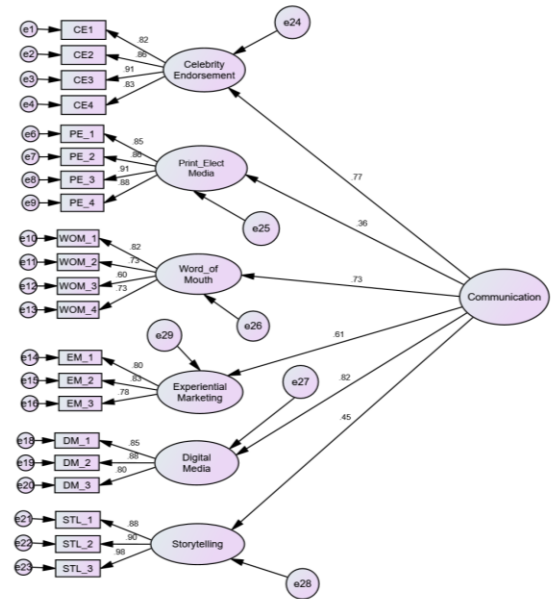 e24
e1 CE1
.82
e2 CE2
.86
Celebrity
Endorsement
e3 CE3
.91
e4 CE4
.83
e6 PE_1
.85
e7 PE_2
.86
Print_Elect
Media
e8 PE_3
.91
e9 PE_4
.88
e25
.77
.36
e10 WOM_1
.82
e11 WOM_2
.73
Word_of
Mouth
e12 WOM_3
.60
e13 WOM_4
.73
e26
.73
Communication
e29
e14 EM_1
.80
e15 EM_2
.83
Experiential
Marketing
e16 EM_3
.78
.61
e27
.82
.45
e18 DM_1
.85
e19 DM_2
.88
Digital
Media
e20 DM_3
.80
e21 STL_1
.88
e22 STL_2
.90
Storytelling
e23 STL_3
.98
e28